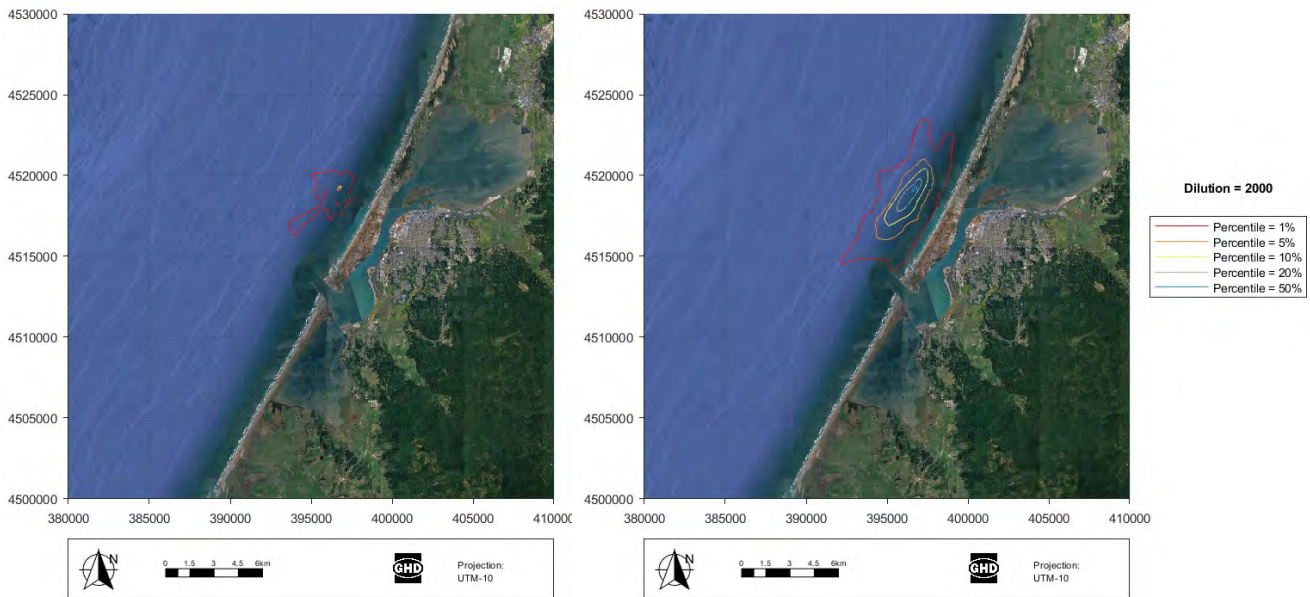 4530000
4525000
4520000
4515000
4510000
4505000
4500000
380000 385000 390000 395000 400000 405000 410000
N
0 1.5 3 4.5 6km
GHD
Projection:
UTM-10
4530000
4525000
4520000
4515000
4510000
4505000
4500000
380000 385000 390000 395000 400000 405000 410000
N
0 1.5 3 4.5 6km
GHD
Projection:
UTM-10
Dilution = 2000
Percentile = 1%
Percentile = 5%
Percentile = 10%
Percentile = 20%
Percentile = 50%